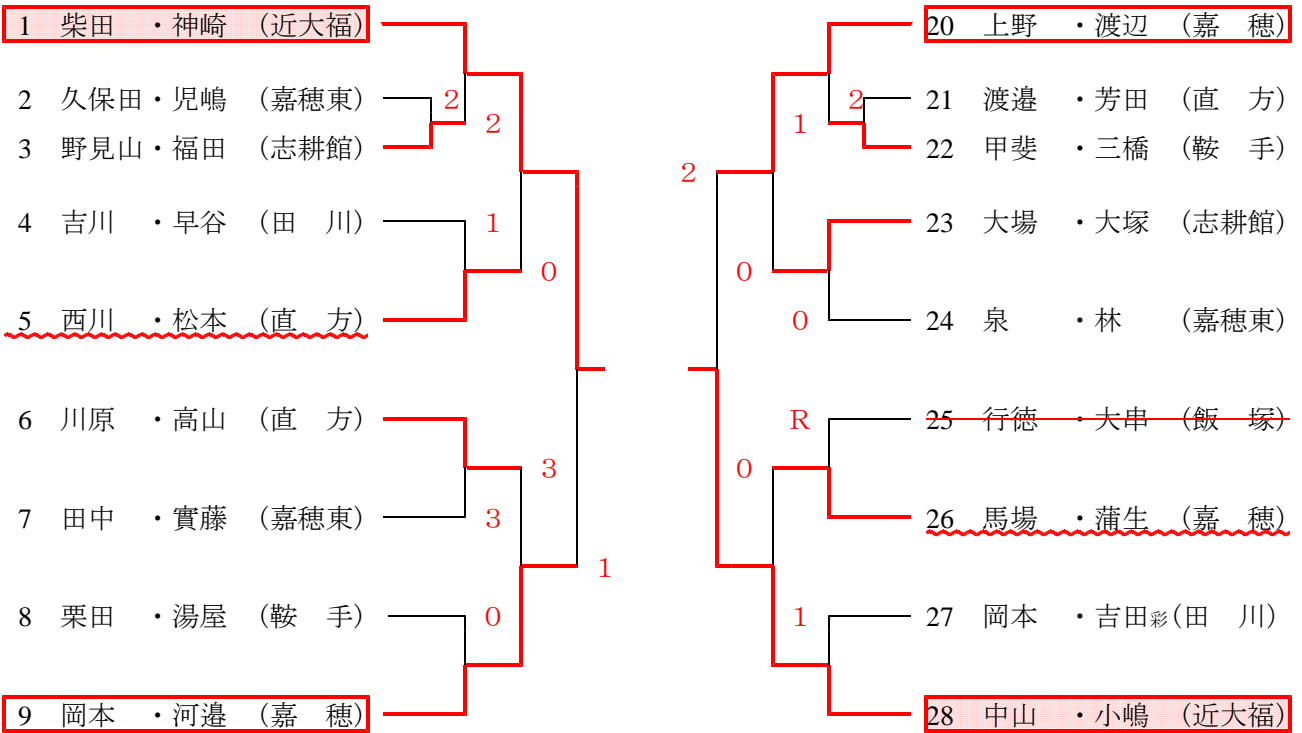 1 柴田 ・神崎 (近大福)
2 久保田・児嶋 (嘉穂東)
3 野見山・福田 (志耕館)
4 吉川 ・早谷 (田 川)
5 西川 ・松本 (直 方)
6 川原 ・高山 (直 方)
7 田中 ・實藤 (嘉穂東)
8 栗田 ・湯屋 (鞍 手)
9 岡本 ・河邉 (嘉 穂)
2
2
1
0
3
3
0
1
2
1
2
0
0
R
0
1
20 上野 ・渡辺 (嘉 穂)
21 渡邉 ・芳田 (直 方)
22 甲斐 ・三橋 (鞍 手)
23 大場 ・大塚 (志耕館)
24 泉 ・林 (嘉穂東)
25 行徳 ・大串 (飯 塚)
26 馬場 ・蒲生 (嘉 穂)
27 岡本 ・吉田彩(田 川)
28 中山 ・小嶋 (近大福)